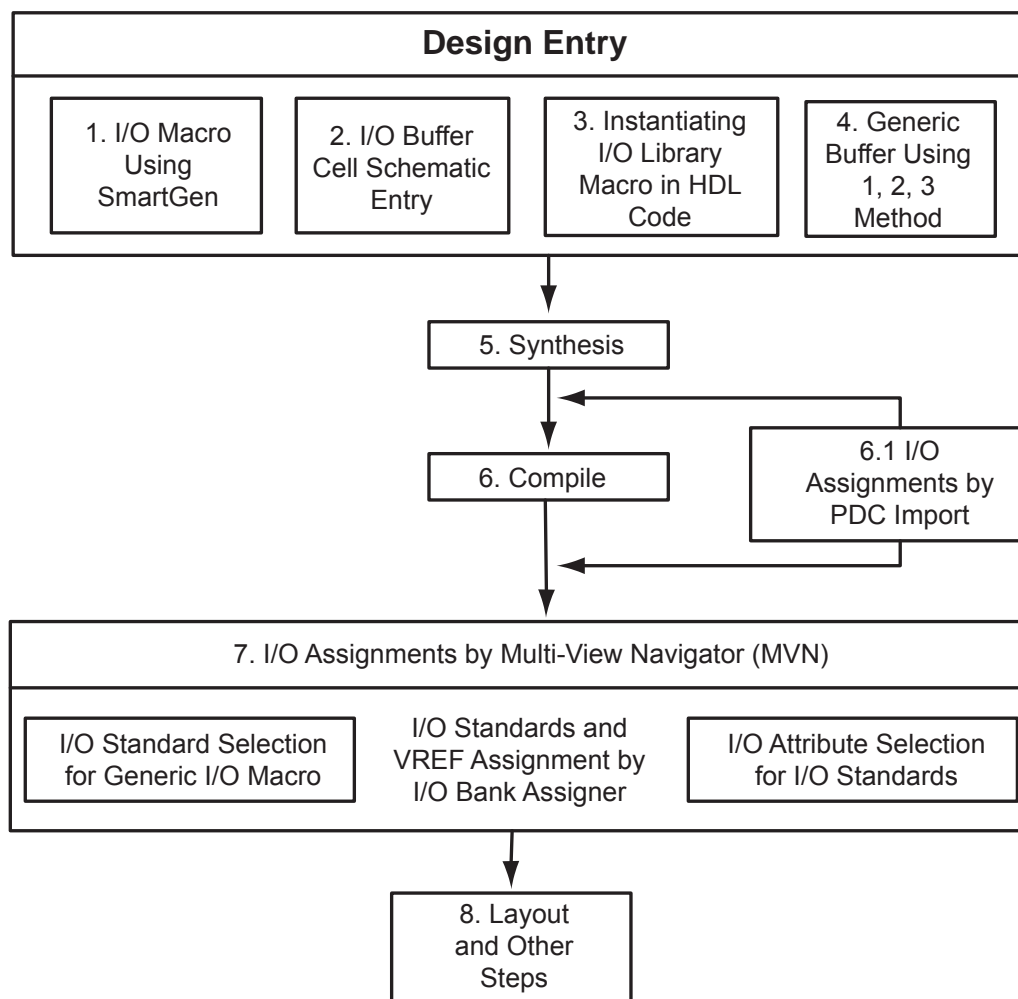 Design Entry
1. I/O Macro
Using
SmartGen
2. I/O Buffer
Cell Schematic
Entry
3. Instantiating
I/O Library
Macro in HDL
Code
4. Generic
Buffer Using
1, 2, 3
Method
5. Synthesis
6. Compile
6.1 I/O
Assignments by
PDC Import
7. I/O Assignments by Multi-View Navigator (MVN)
I/O Standard Selection
for Generic I/O Macro
I/O Standards and
VREF Assignment by
I/O Bank Assigner
I/O Attribute Selection
for I/O Standards
8. Layout
and Other
Steps